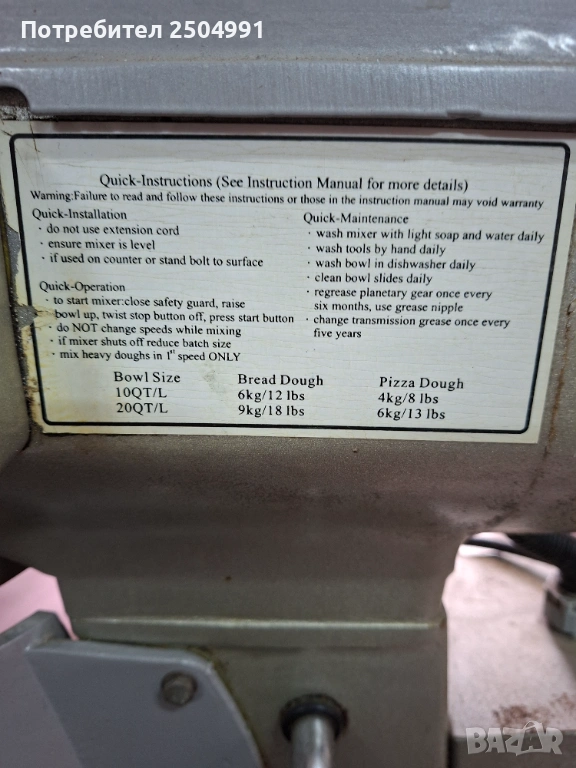 Потребител 2504991
Quick-Instructions (See Instruction Manual for more details)
Warning:Failure to read and follow these instructions or those in the instruction manual may void warranty
Quick-Installation
· do not use extension cord
· ensure mixer is level
· if used on counter or stand bolt to surface
Quick-Operation
· to start mixer:close safety guard, raise
bowl up, twist stop button off, press start button
· do NOT change speeds while mixing
· if mixer shuts off reduce batch size
· mix heavy doughs in 1st speed ONLY
Quick-Maintenance
· wash mixer with light soap and water daily
· wash tools by hand daily
· wash bowl in dishwasher daily
· clean bowl slides daily
· regrease planetary gear once every
six months, use grease nipple
· change transmission grease once every
five years
Bowl Size Bread Dough Pizza Dough
10QT/L 6kg/12 lbs 4kg/8 lbs
20QT/L 9kg/18 lbs 6kg/13 lbs
BAZAR